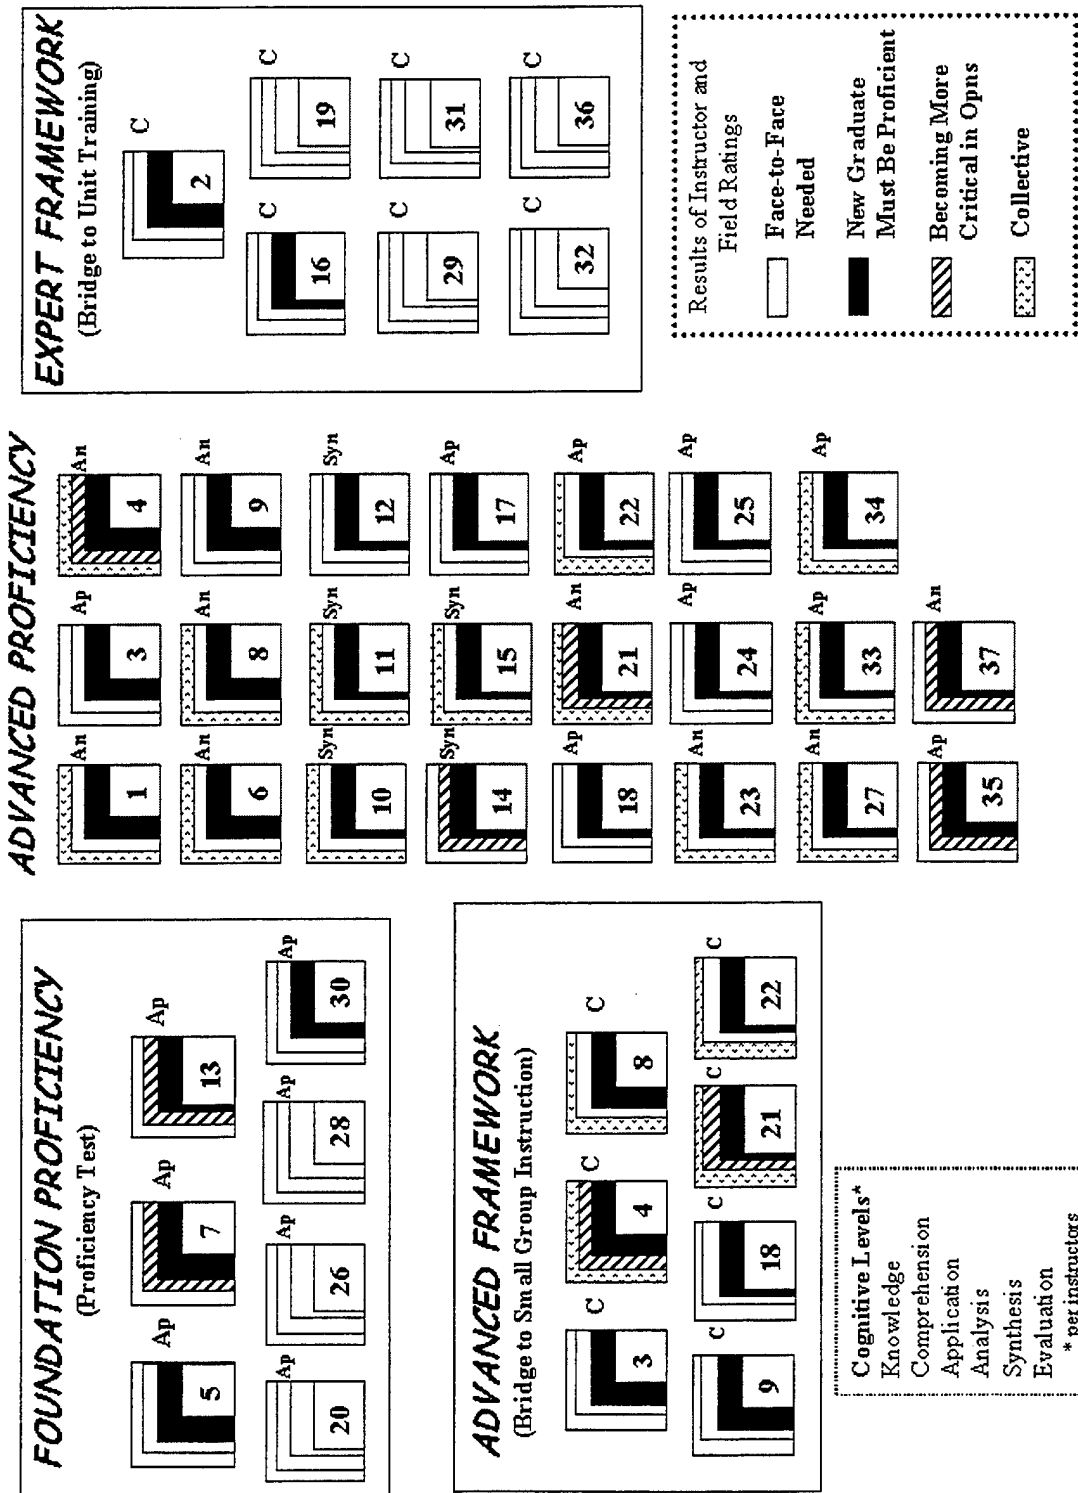 FOUNDATION PROFICIENCY
(Proficiency Test)
Ap Ap Ap
5 7 13
Ap Ap Ap Ap
20 26 28 30
ADVANCED FRAMEWORK
(Bridge to Small Group Instruction)
C C C
3 4 8
C C C C
9 18 21 22
Cognitive Levels*
Knowledge
Comprehension
Application
Analysis
Synthesis
Evaluation
* per instructors
ADVANCED PROFICIENCY
An Ap An
1 3 4
An An An
6 8 9
Syn Syn Syn
10 11 12
Syn Syn Ap
14 15 17
Ap An Ap
18 21 22
An Ap Ap
23 24 25
An Ap Ap
27 33 34
Ap An
35 37
EXPERT FRAMEWORK
(Bridge to Unit Training)
C
2
C C
16 19
C C
29 31
C C
32 36
Results of Instructor and
Field Ratings
Face-to-Face
Needed
New Graduate
Must Be Proficient
Becoming More
Critical in Opns
Collective